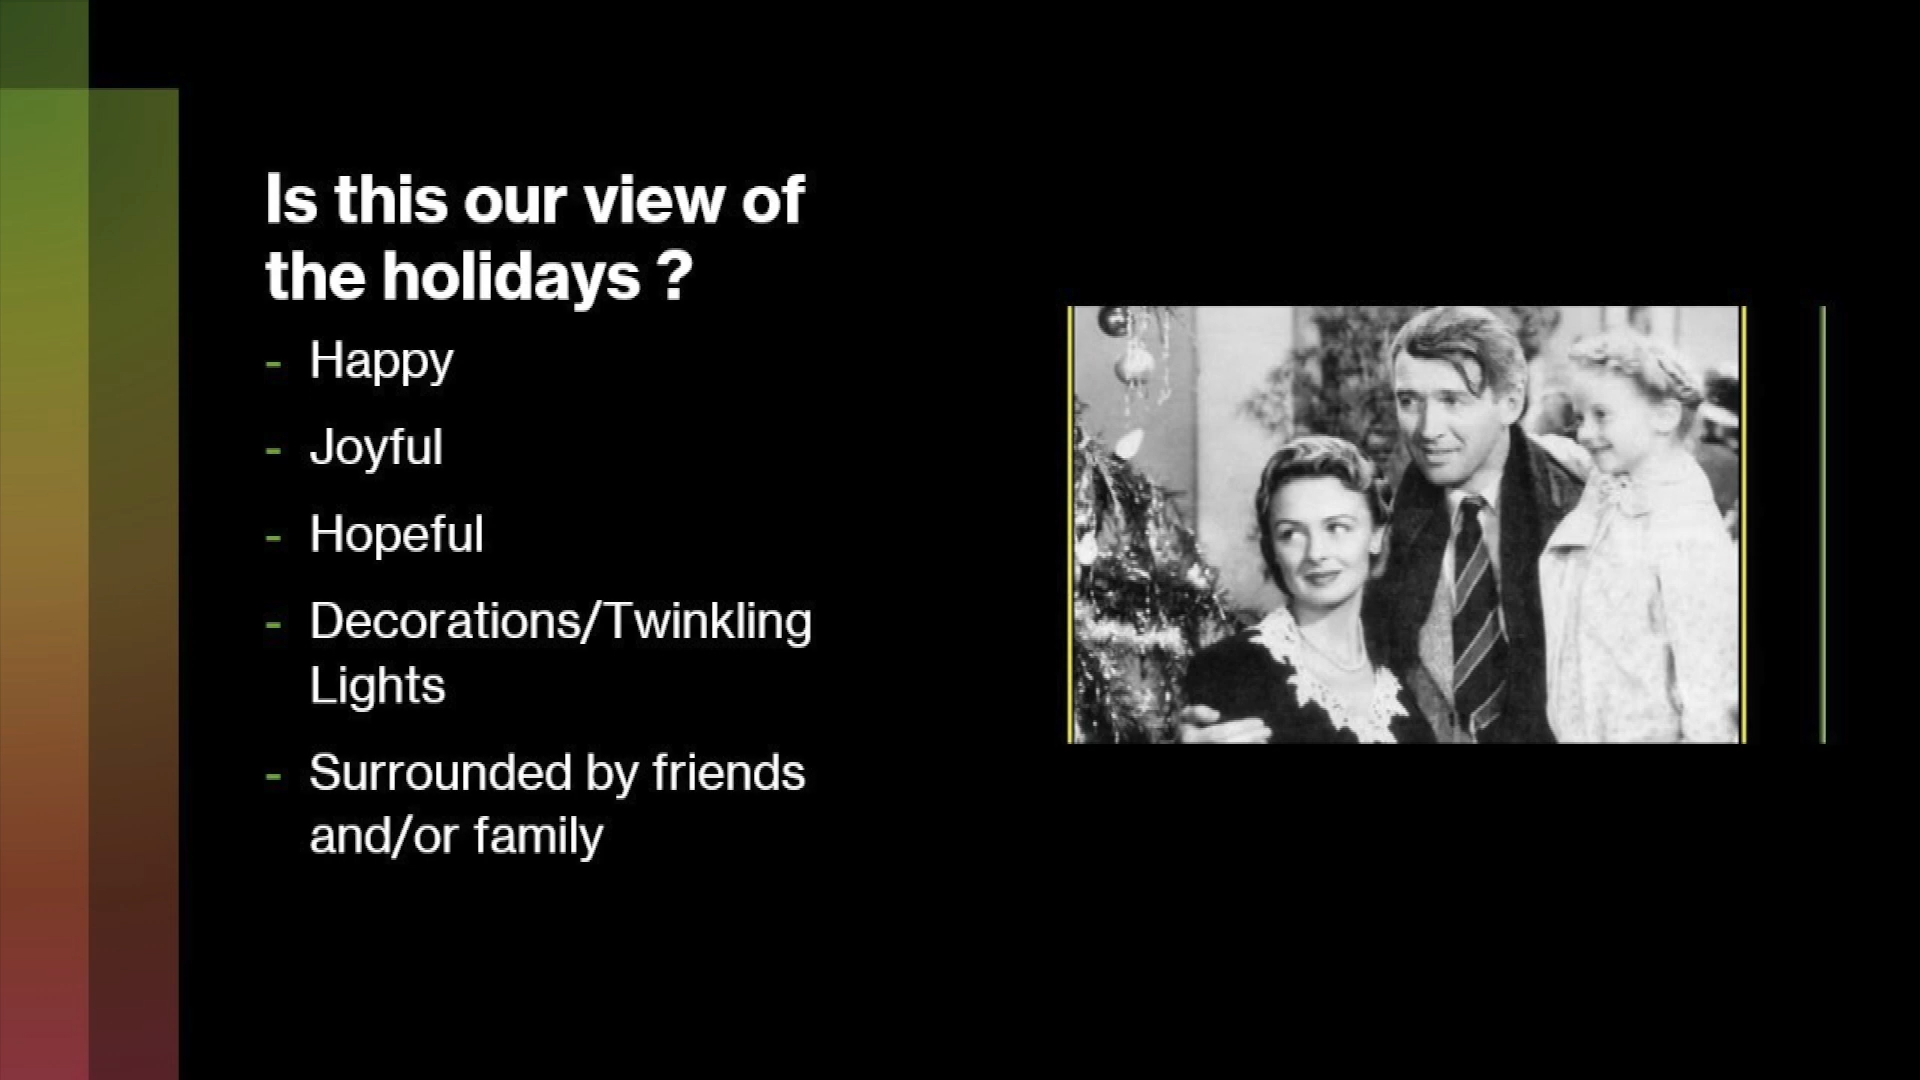 Is this our view of
the holidays ?
- Happy
- Joyful
- Hopeful
- Decorations/Twinkling
Lights
- Surrounded by friends
and/or family